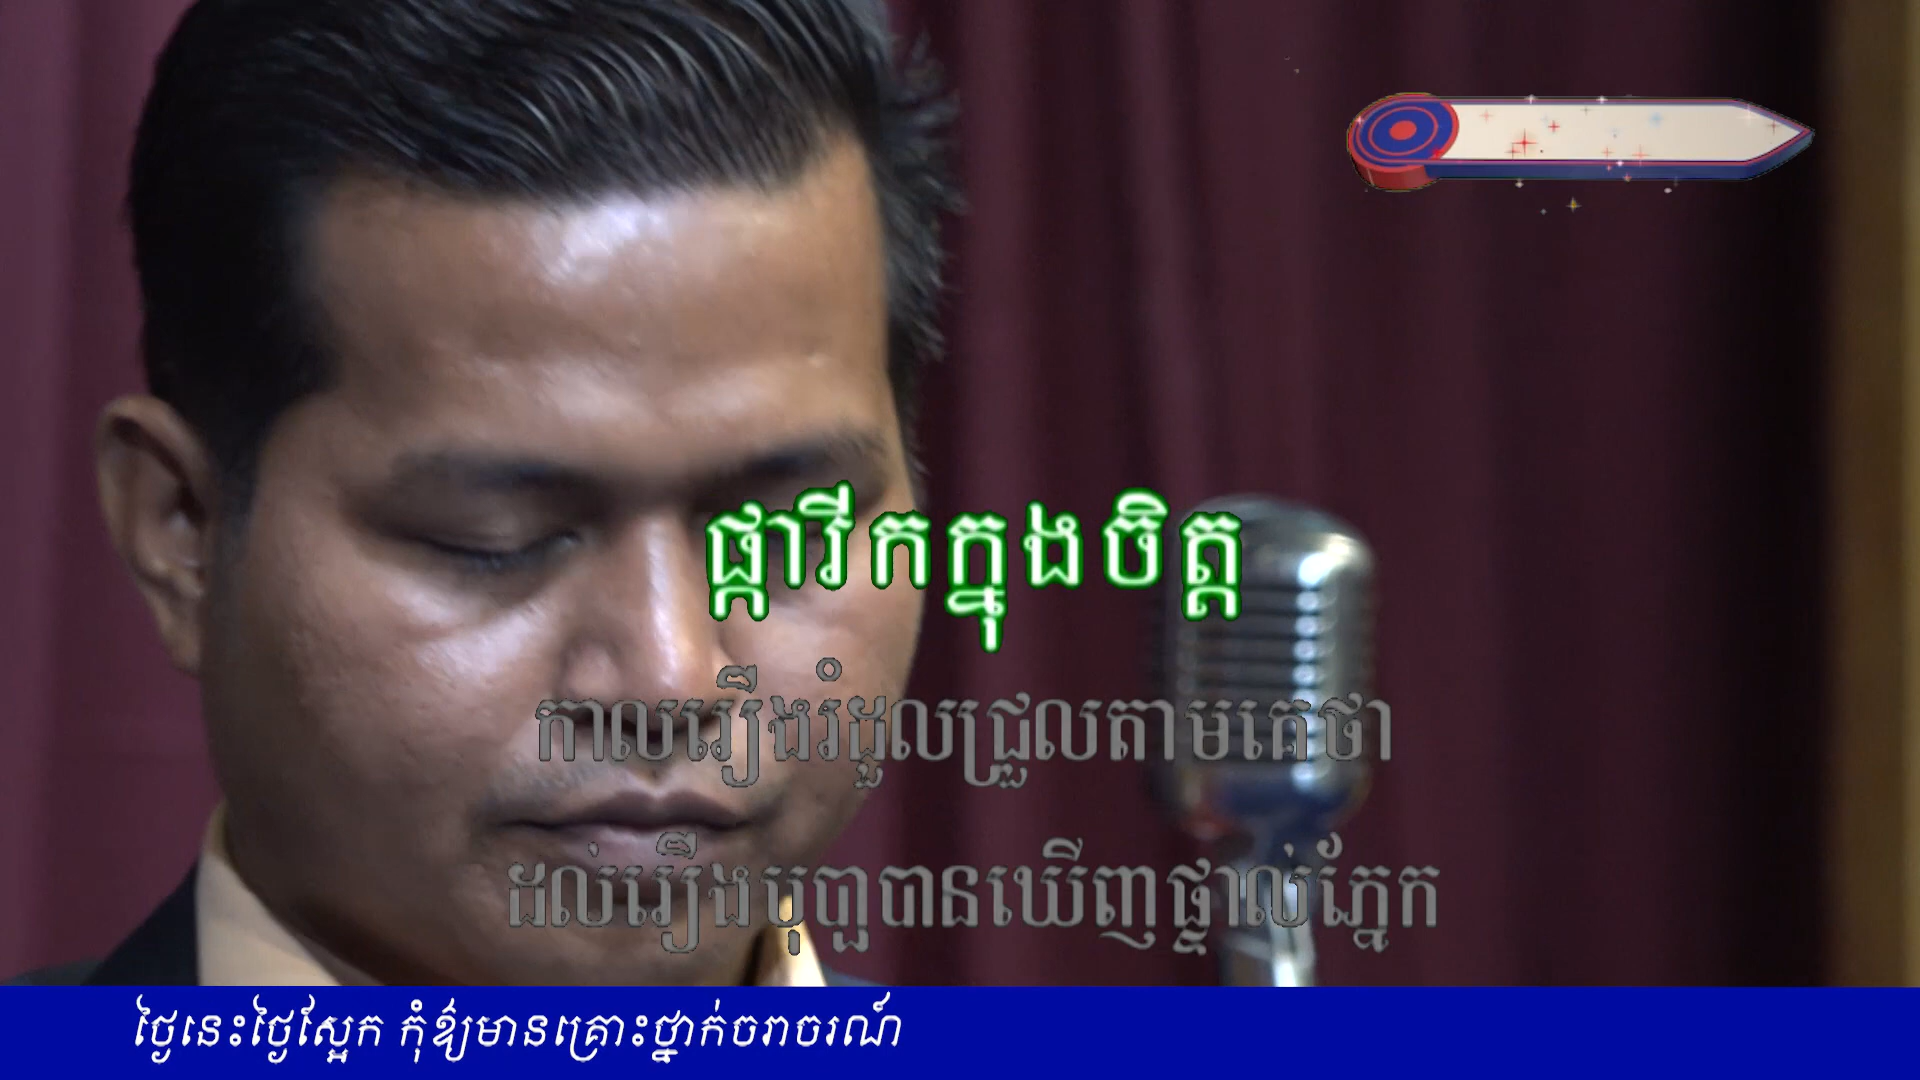 ផ្កាវីកក្នុងចិត្ត
កាលរឿងរំដួលជ្រួលតាមគេថា
ដល់រឿងបុប្ផាបានឃើញផ្ទាល់ភ្នែក
ថ្ងៃនេះថ្ងៃស្អែក កុំឱ្យមានគ្រោះថ្នាក់ចរាចរណ៍